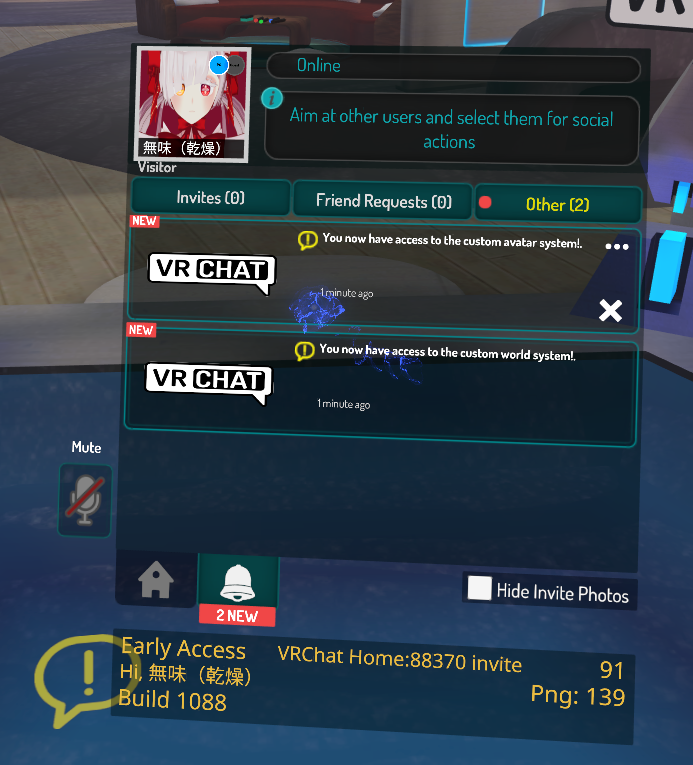 VR
Online
Aim at other users and select them for social
actions
無味（乾燥）
Visitor
Invites (0)
Friend Requests (0)
Other (2)
NEW
You now have access to the custom avatar system!.
VRCHAT
1 minute ago
NEW
You now have access to the custom world system!.
VRCHAT
1 minute ago
Mute
2 NEW
Hide Invite Photos
Early Access
VRChat Home:88370 invite
91
Hi, 無味（乾燥）
Png: 139
Build 1088